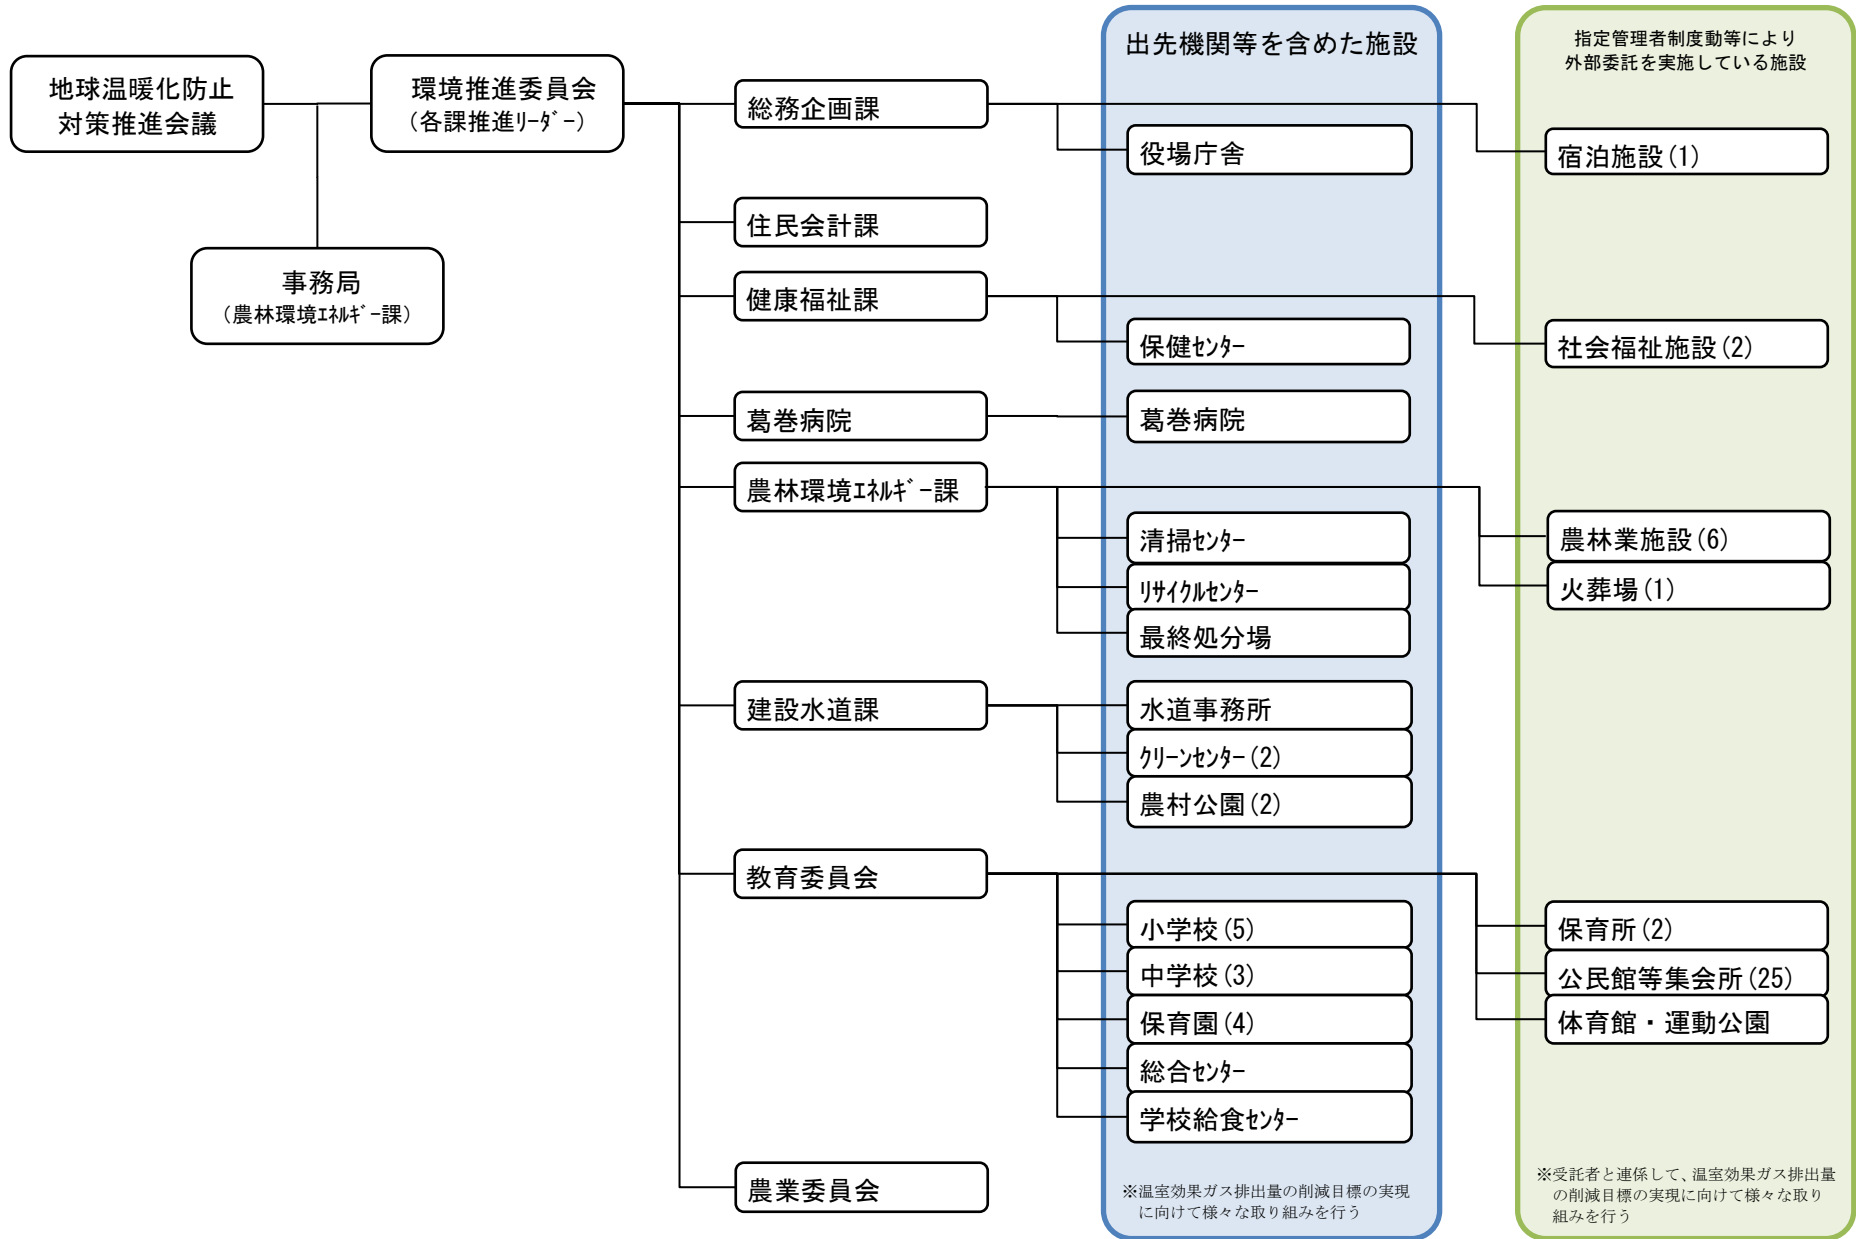 地球温暖化防止
対策推進会議
環境推進委員会
（各課推進ﾘｰﾀﾞｰ）
事務局
（農林環境ｴﾈﾙｷﾞｰ課）
総務企画課
住民会計課
健康福祉課
葛巻病院
農林環境ｴﾈﾙｷﾞｰ課
建設水道課
教育委員会
農業委員会
出先機関等を含めた施設
役場庁舎
保健ｾﾝﾀｰ
葛巻病院
清掃ｾﾝﾀｰ
ﾘｻｲｸﾙｾﾝﾀｰ
最終処分場
水道事務所
ｸﾘｰﾝｾﾝﾀｰ(2)
農村公園(2)
小学校(5)
中学校(3)
保育園(4)
総合ｾﾝﾀｰ
学校給食ｾﾝﾀｰ
※温室効果ガス排出量の削減目標の実現
に向けて様々な取り組みを行う
指定管理者制度動等により
外部委託を実施している施設
宿泊施設(1)
社会福祉施設(2)
農林業施設(6)
火葬場(1)
保育所(2)
公民館等集会所(25)
体育館・運動公園
※受託者と連係して、温室効果ガス排出量
の削減目標の実現に向けて様々な取り
組みを行う